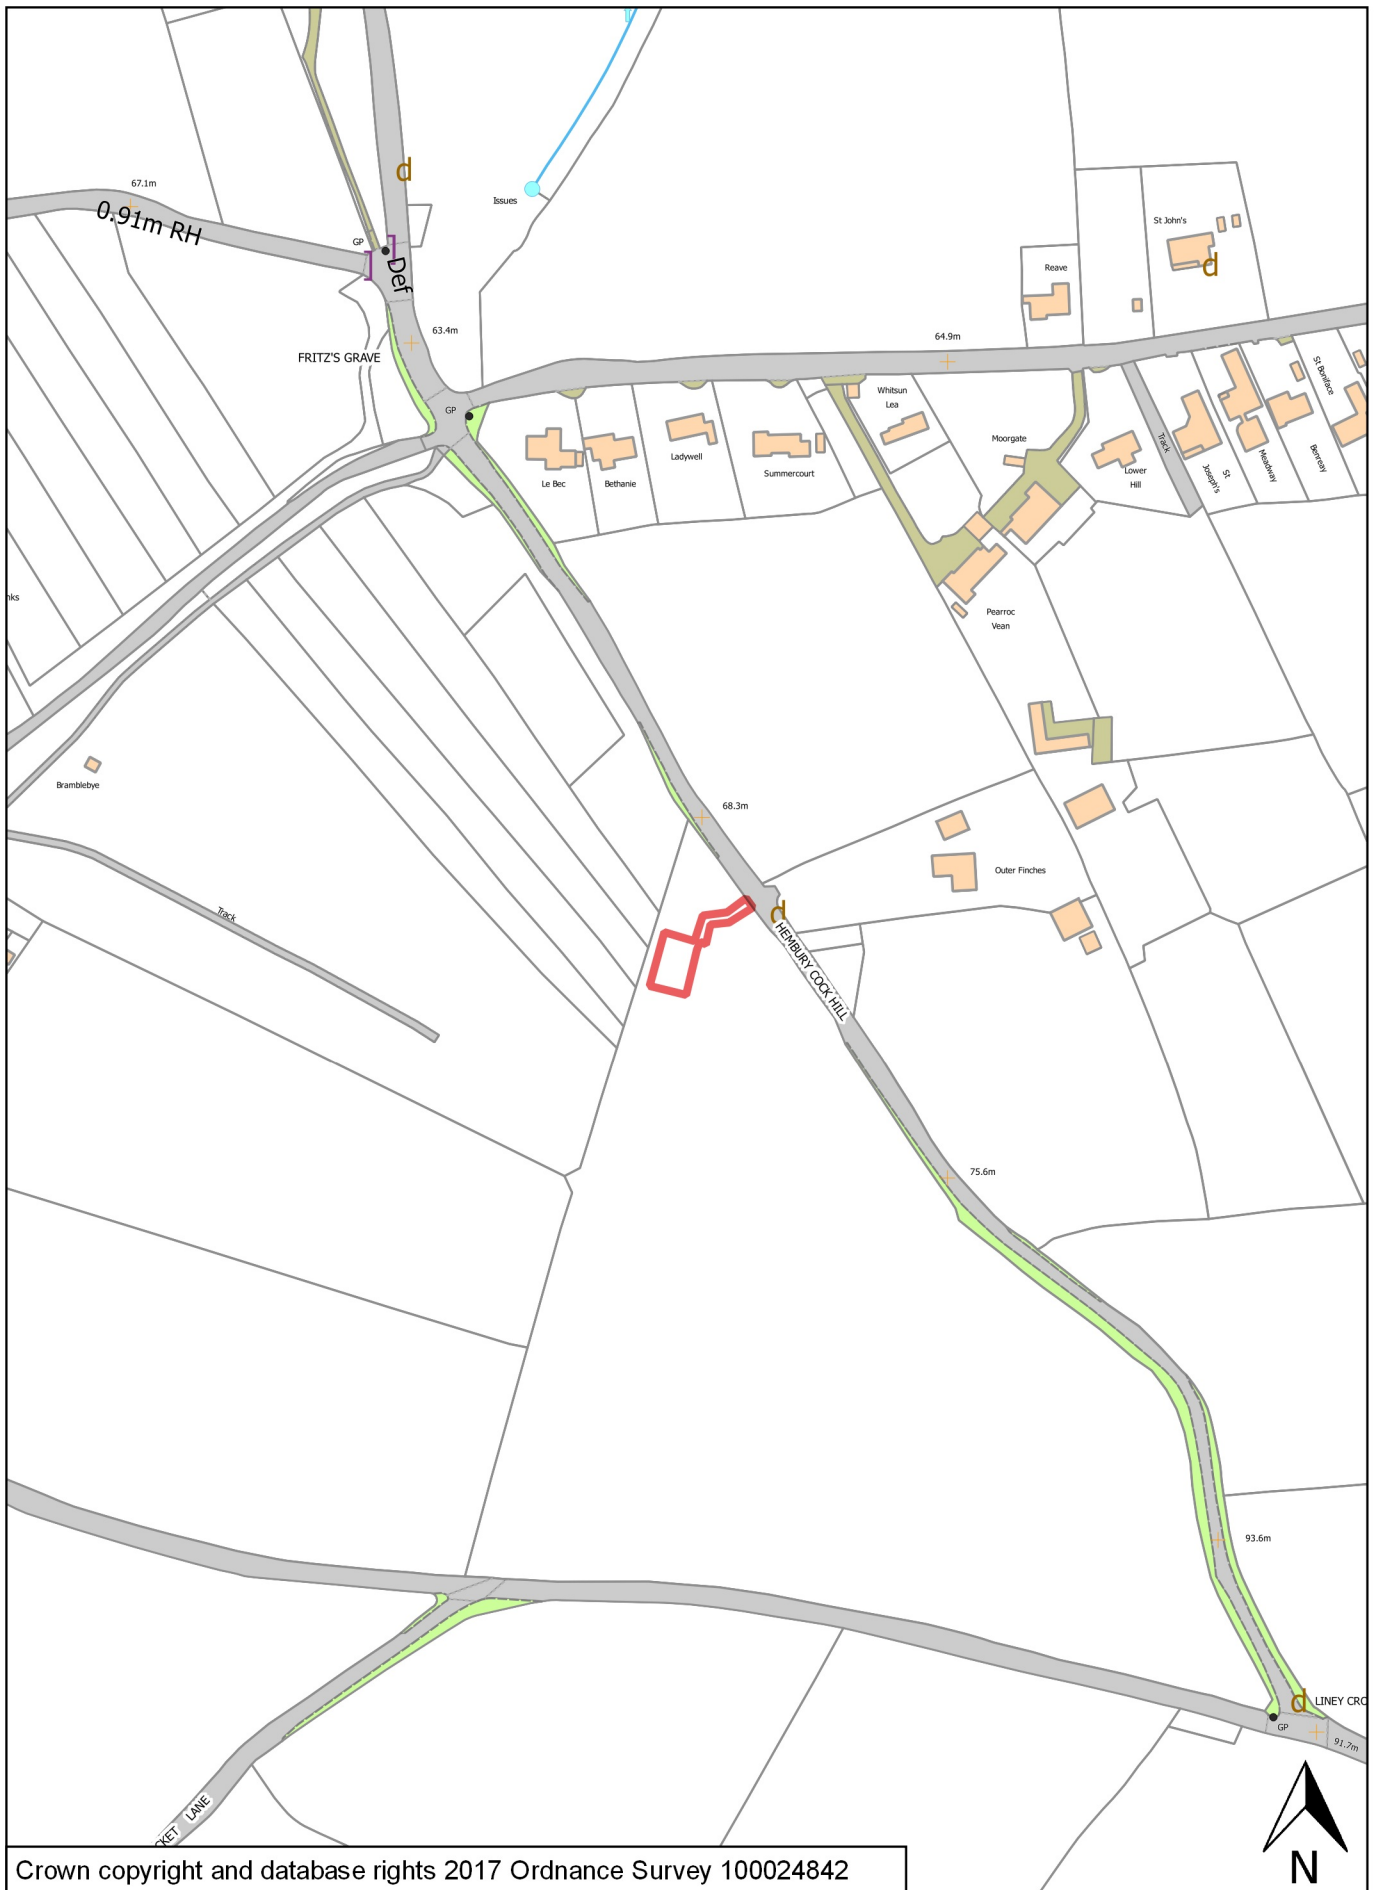 d
67.1m
0.91m RH
Issues
GP
Def
63.4m
FRITZ'S GRAVE
GP
St John's
d
Reave
64.9m
Whitsun
Lea
Moorgate
Lower
Hill
Track
St
Joseph's
Meadway
Benreay
St Boniface
Le Bec
Bethanie
Ladywell
Summercourt
Pearroc
Vean
Bramblebye
68.3m
Outer Finches
Track
d
HEMBURY COCK HILL
75.6m
93.6m
d
LINEY CRO
GP
91.7m
CKET LANE
N
Crown copyright and database rights 2017 Ordnance Survey 100024842